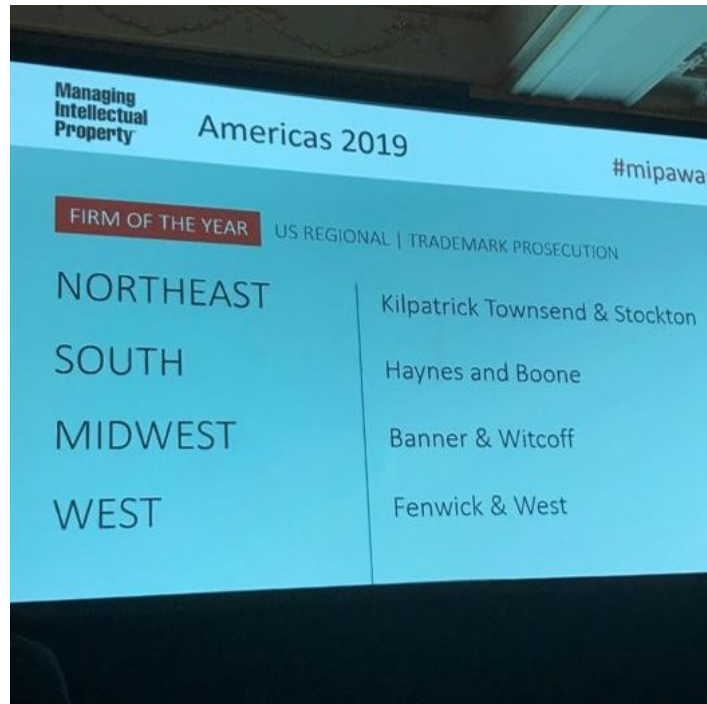 Managing
Intellectual
Property
Americas 2019
#mipawa
FIRM OF THE YEAR
US REGIONAL | TRADEMARK PROSECUTION
NORTHEAST
Kilpatrick Townsend & Stockton
SOUTH
Haynes and Boone
MIDWEST
Banner & Witcoff
WEST
Fenwick & West